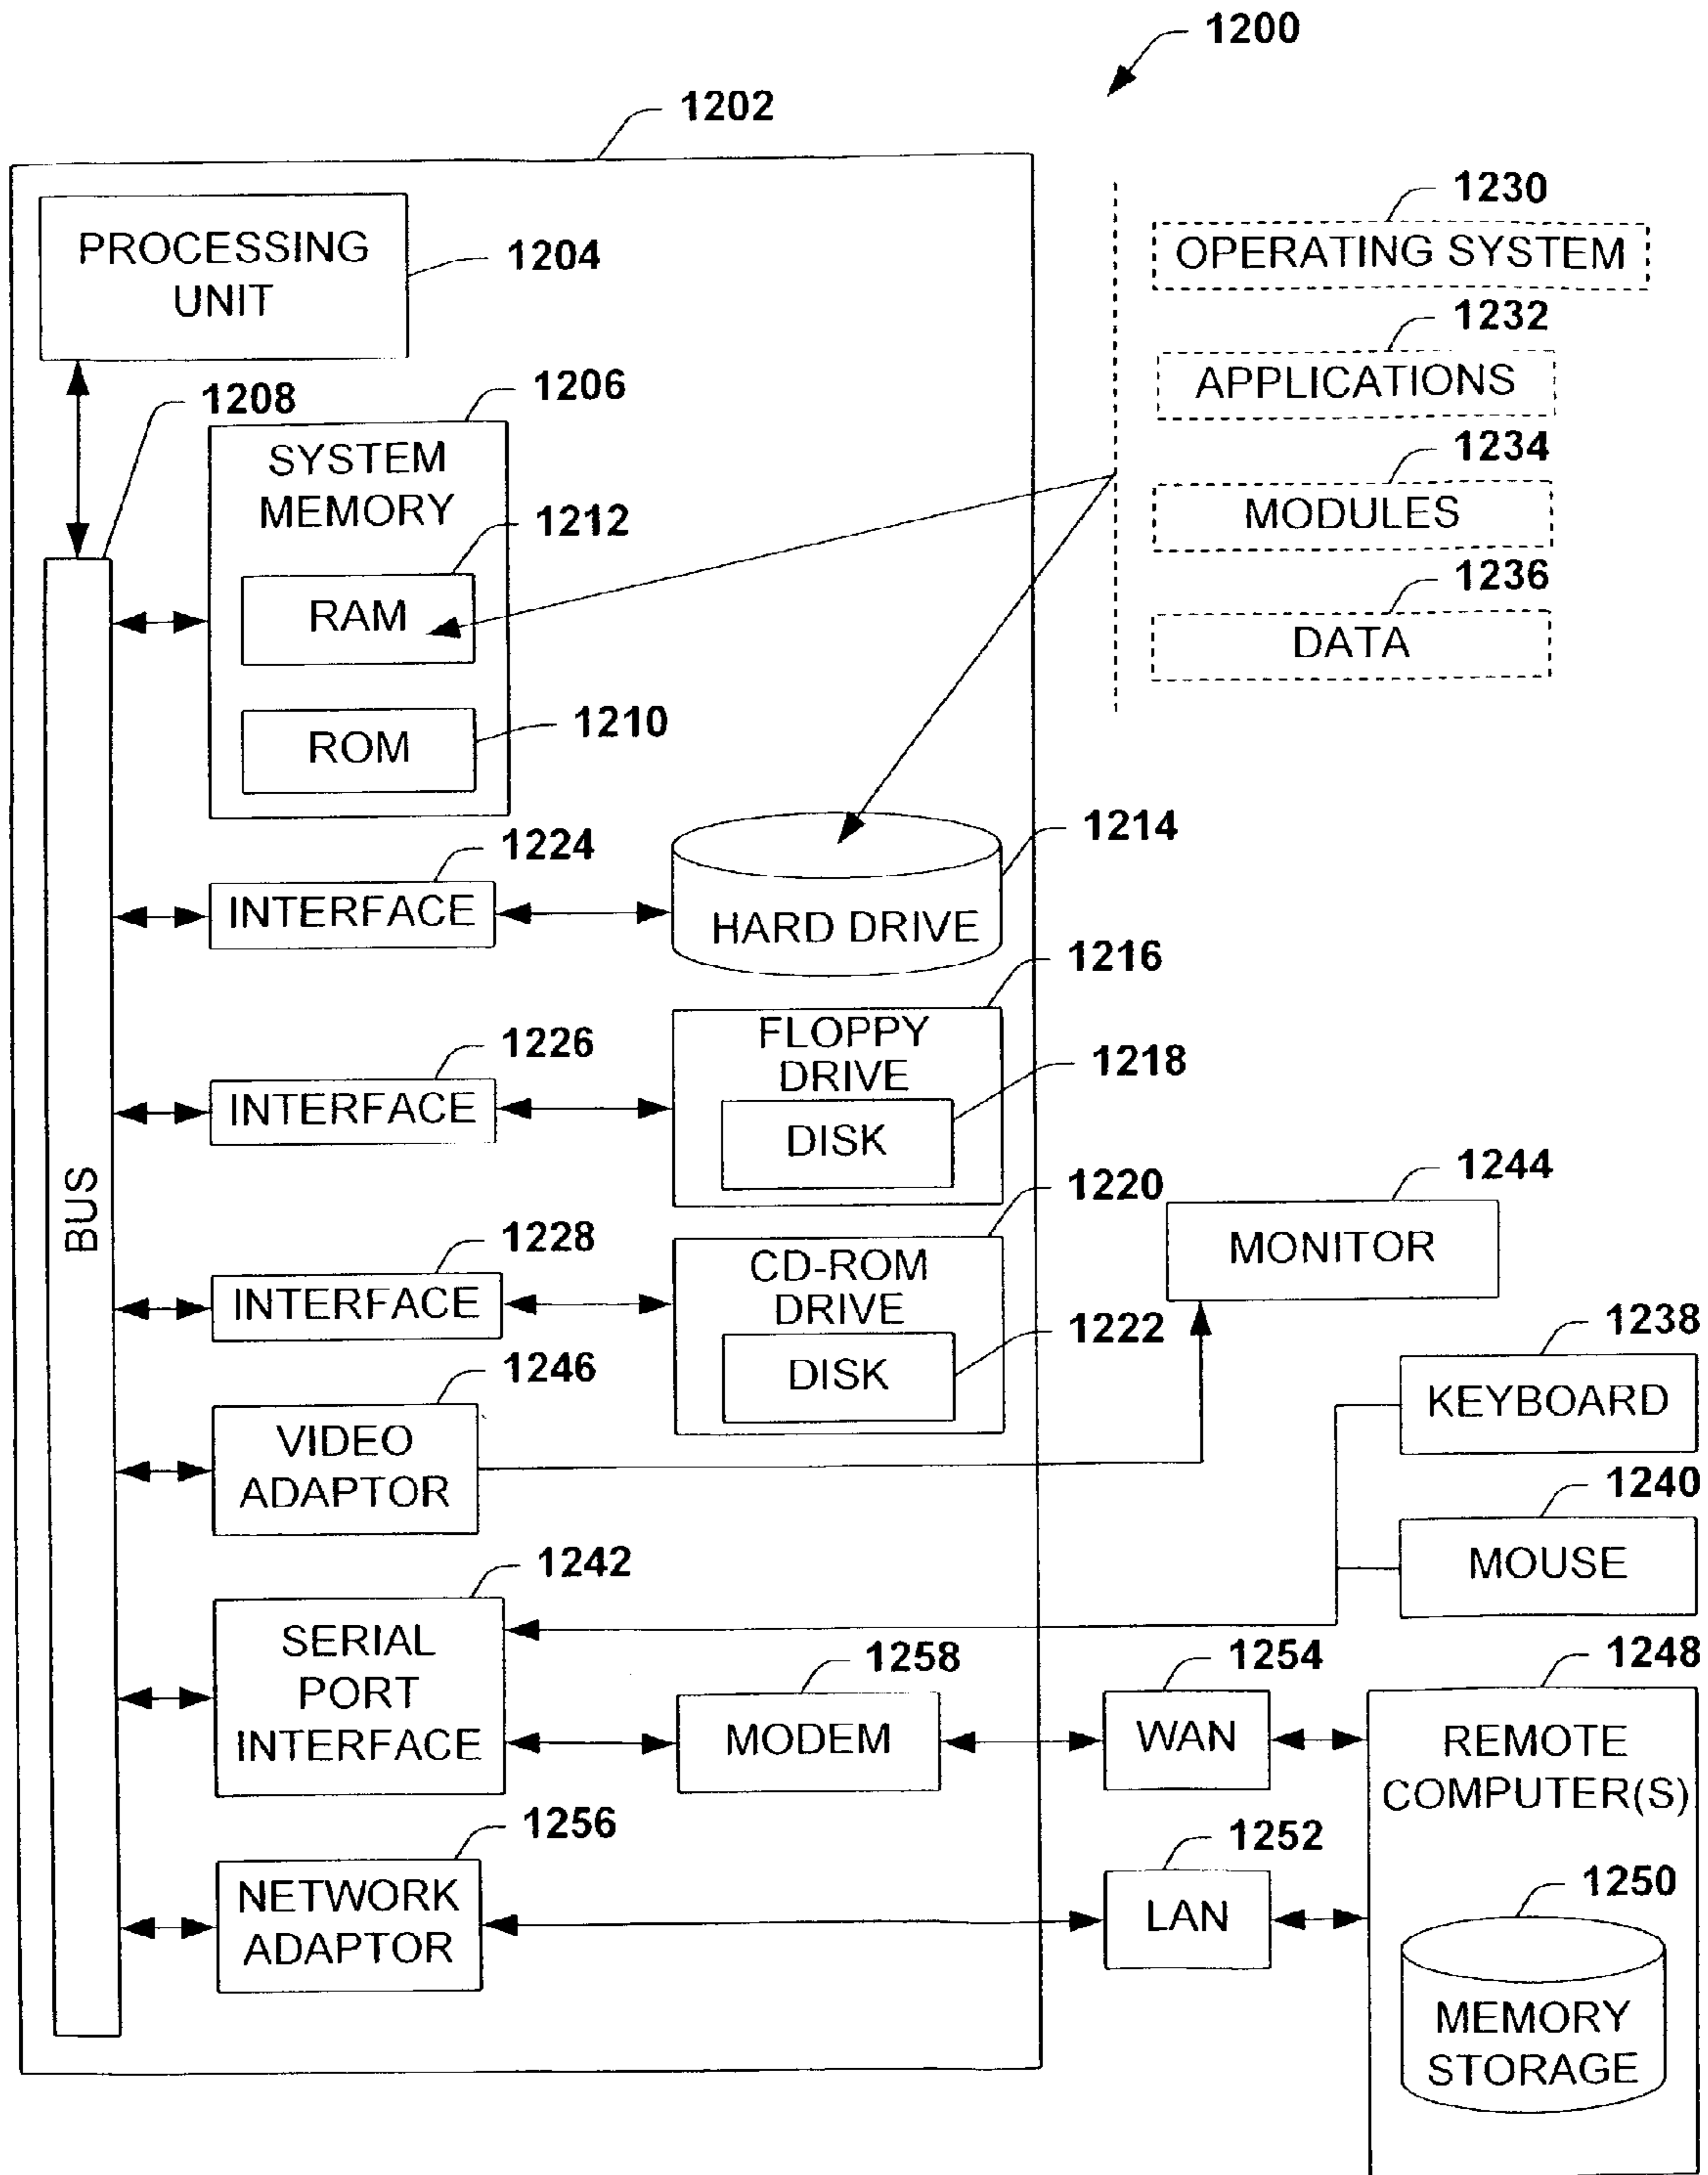 1200
1202
PROCESSING
UNIT
1204
1230
OPERATING SYSTEM
1232
APPLICATIONS
1234
MODULES
1236
DATA
1208
1206
SYSTEM
MEMORY
1212
RAM
1210
ROM
BUS
1224
INTERFACE
1214
HARD DRIVE
1216
1226
INTERFACE
FLOPPY
DRIVE
1218
DISK
1220
1228
INTERFACE
CD-ROM
DRIVE
1222
DISK
1244
MONITOR
1238
KEYBOARD
1246
VIDEO
ADAPTOR
1240
MOUSE
1242
SERIAL
PORT
INTERFACE
1258
MODEM
1254
WAN
1248
REMOTE
COMPUTER(S)
1256
NETWORK
ADAPTOR
1252
LAN
1250
MEMORY
STORAGE